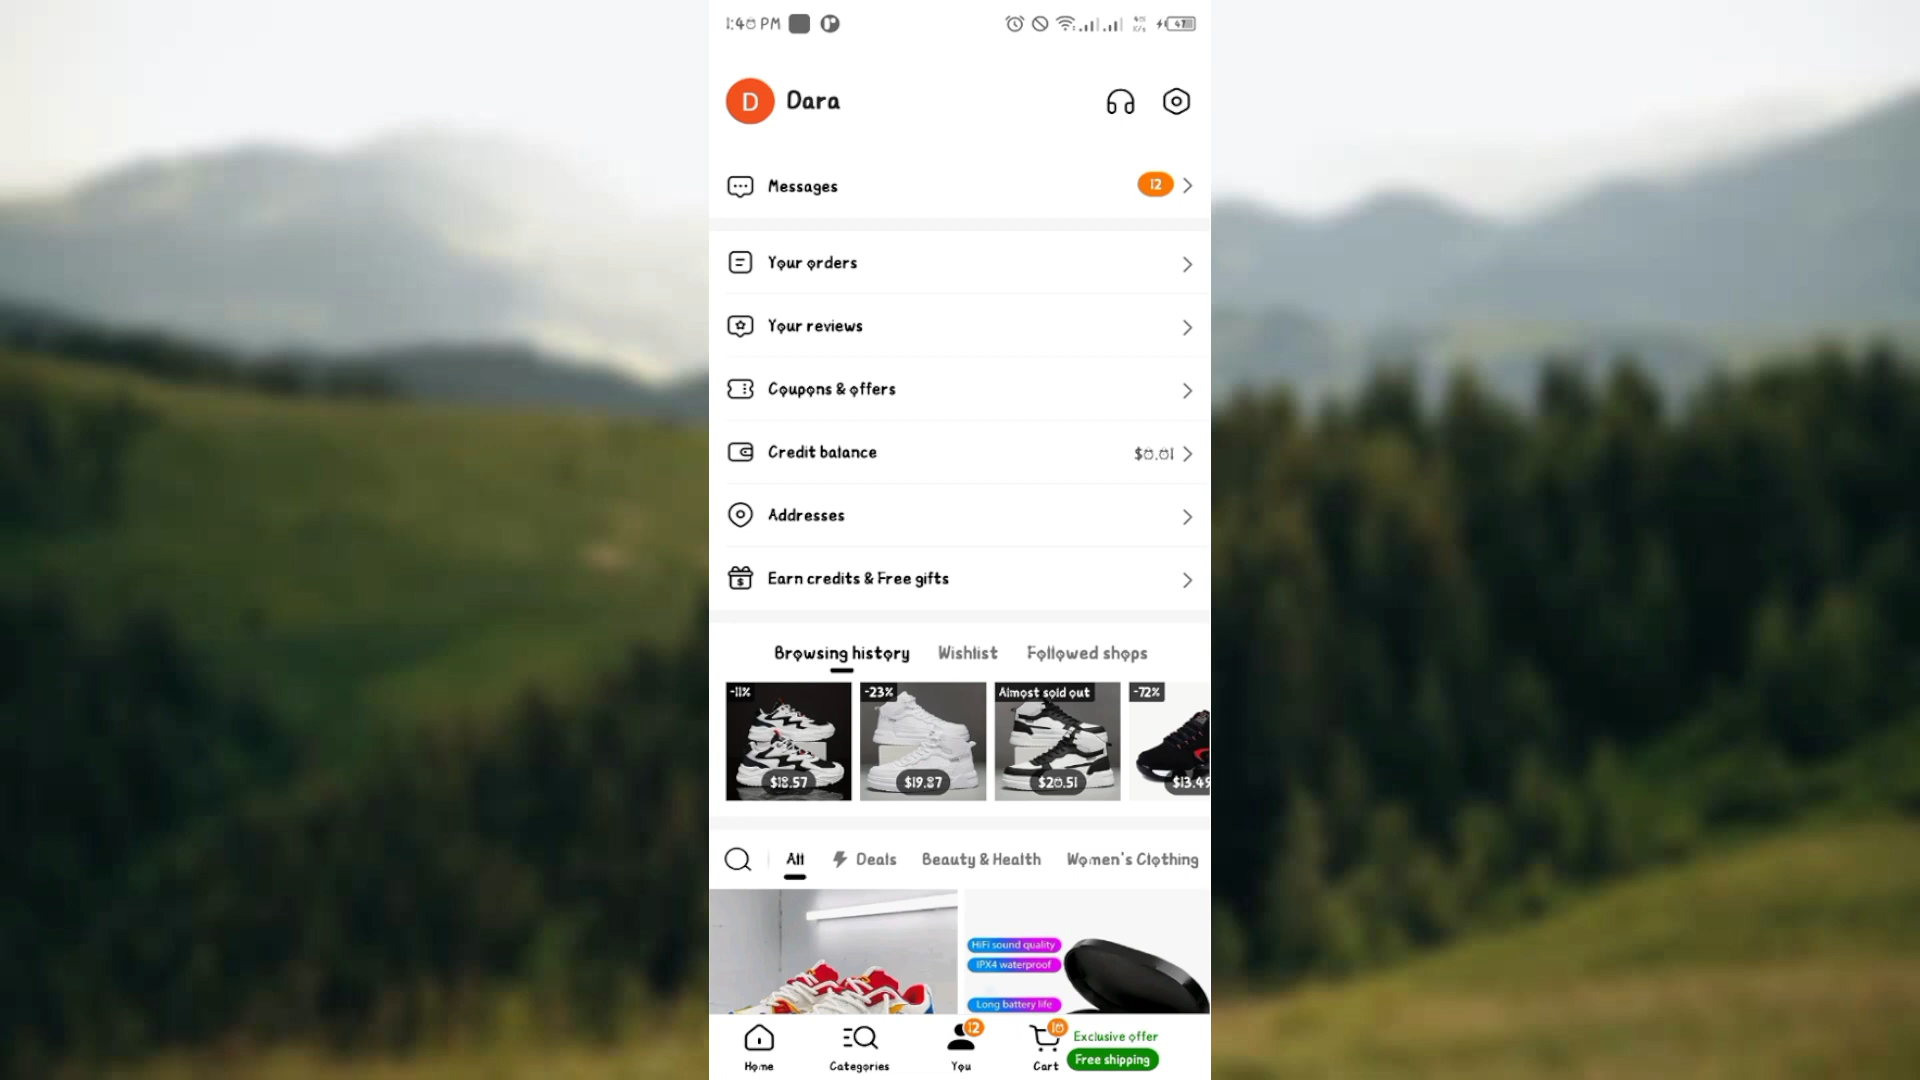 1:40 PM
47
D
Dara
Messages
12
Your orders
Your reviews
Coupons & offers
Credit balance
$0.01
Addresses
Earn credits & Free gifts
Browsing history
Wishlist
Followed shops
-11%
-23%
Almost sold out
-72%
$18.57
$19.87
$20.51
$13.49
All
Deals
Beauty & Health
Women's Clothing
HiFi sound quality
IPX4 waterproof
Long battery life
12
10
Exclusive offer
Free shipping
Home
Categories
You
Cart